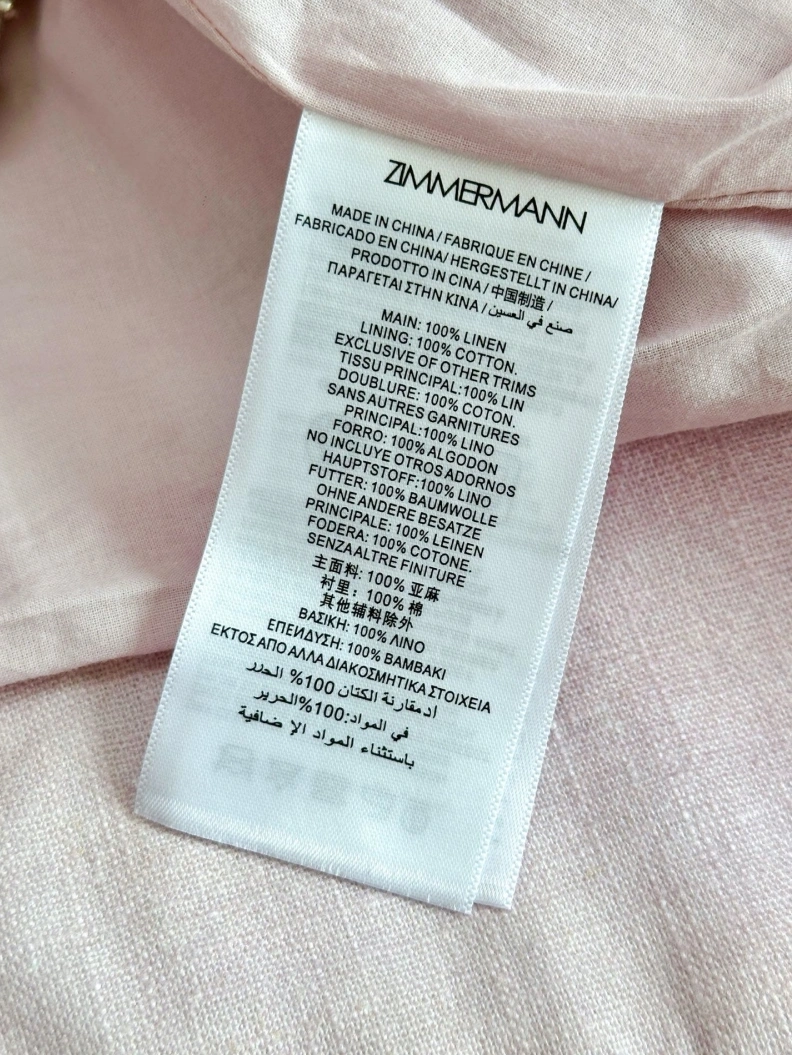 ZIMMERMANN
MADE IN CHINA / FABRIQUE EN CHINE /
FABRICADO EN CHINA/ HERGESTELLT IN CHINA/
PRODOTTO IN CINA / 中国制造 /
ΠΑΡΑΓΕΤΑΙ ΣΤΗΝ ΚΙΝΑ / صنع في العسين
MAIN: 100% LINEN
LINING: 100% COTTON.
EXCLUSIVE OF OTHER TRIMS
TISSU PRINCIPAL:100% LIN
DOUBLURE: 100% COTON.
SANS AUTRES GARNITURES
PRINCIPAL:100% LINO
FORRO: 100% ALGODON
NO INCLUYE OTROS ADORNOS
HAUPTSTOFF:100% LINO
FUTTER: 100% BAUMWOLLE
OHNE ANDERE BESATZE
PRINCIPALE: 100% LEINEN
FODERA: 100% COTONE.
SENZA ALTRE FINITURE
主面料: 100% 亚麻
衬里: 100% 棉
其他辅料除外
ΒΑΣΙΚΗ: 100% ΛΙΝΟ
ΕΠΕИΔΥΣΗ: 100% ΒΑΜΒΑΚΙ
ΕΚΤΟΣ ΑΠΟ ΑΛΛΑ ΔΙΑΚΟΣΜΗΤΙΚΑ ΣΤΟΙΧΕΙΑ
ادمقارنة الكتان 100% الحرر
في المواد:100%الحرير
باستثناء المواد الإ ضافية